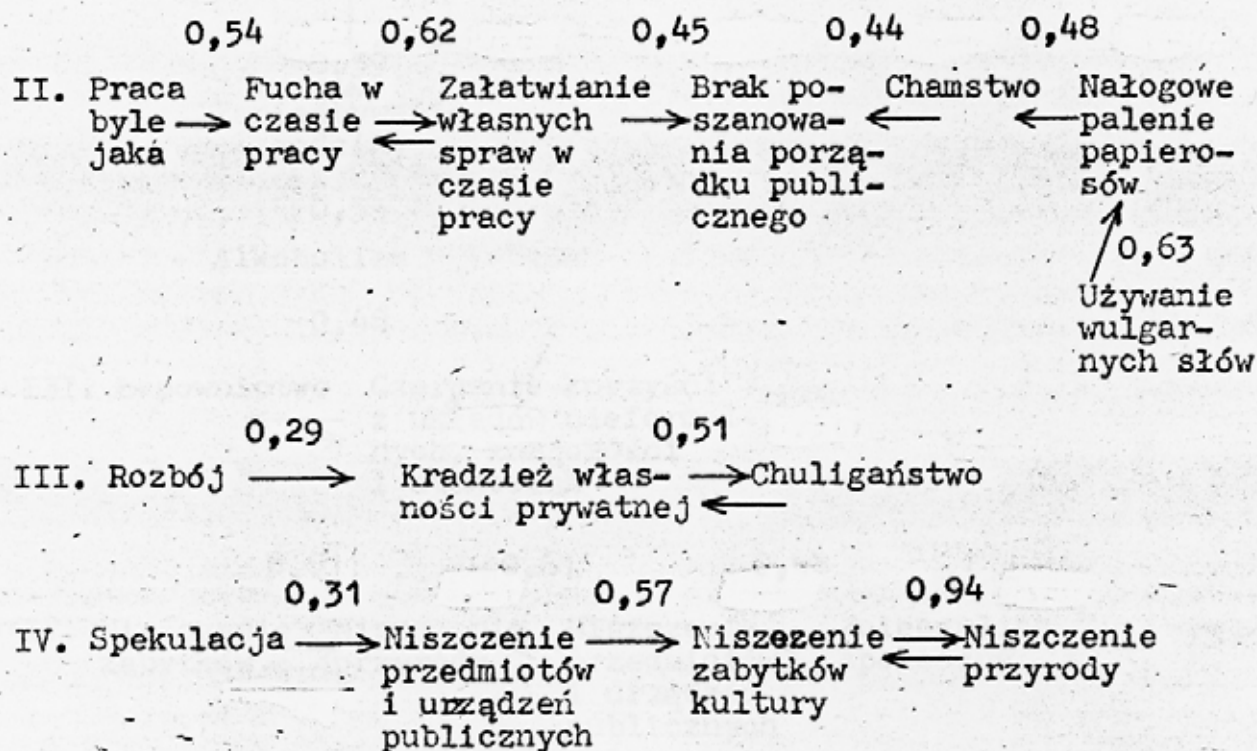 0,54 0,62 0,45 0,44 0,48
II. Praca Fucha w Załatwianie Brak po- Chamstwo Nałogowe
byle → czasie → własnych → szanowa- ← ← palenie
jaka pracy ← spraw w nia porzą- papiero-
czasie dku publi- sów
pracy cznego
0,63
Używanie
wulgar-
nych słów
0,29 0,51
III. Rozbój → Kradzież włas- → Chuligaństwo
ności prywatnej ←
0,31 0,57 0,94
IV. Spekulacja → Niszczenie → Niszczenie → Niszczenie
przedmiotów zabytków ← przyrody
i urządzeń kultury
publicznych